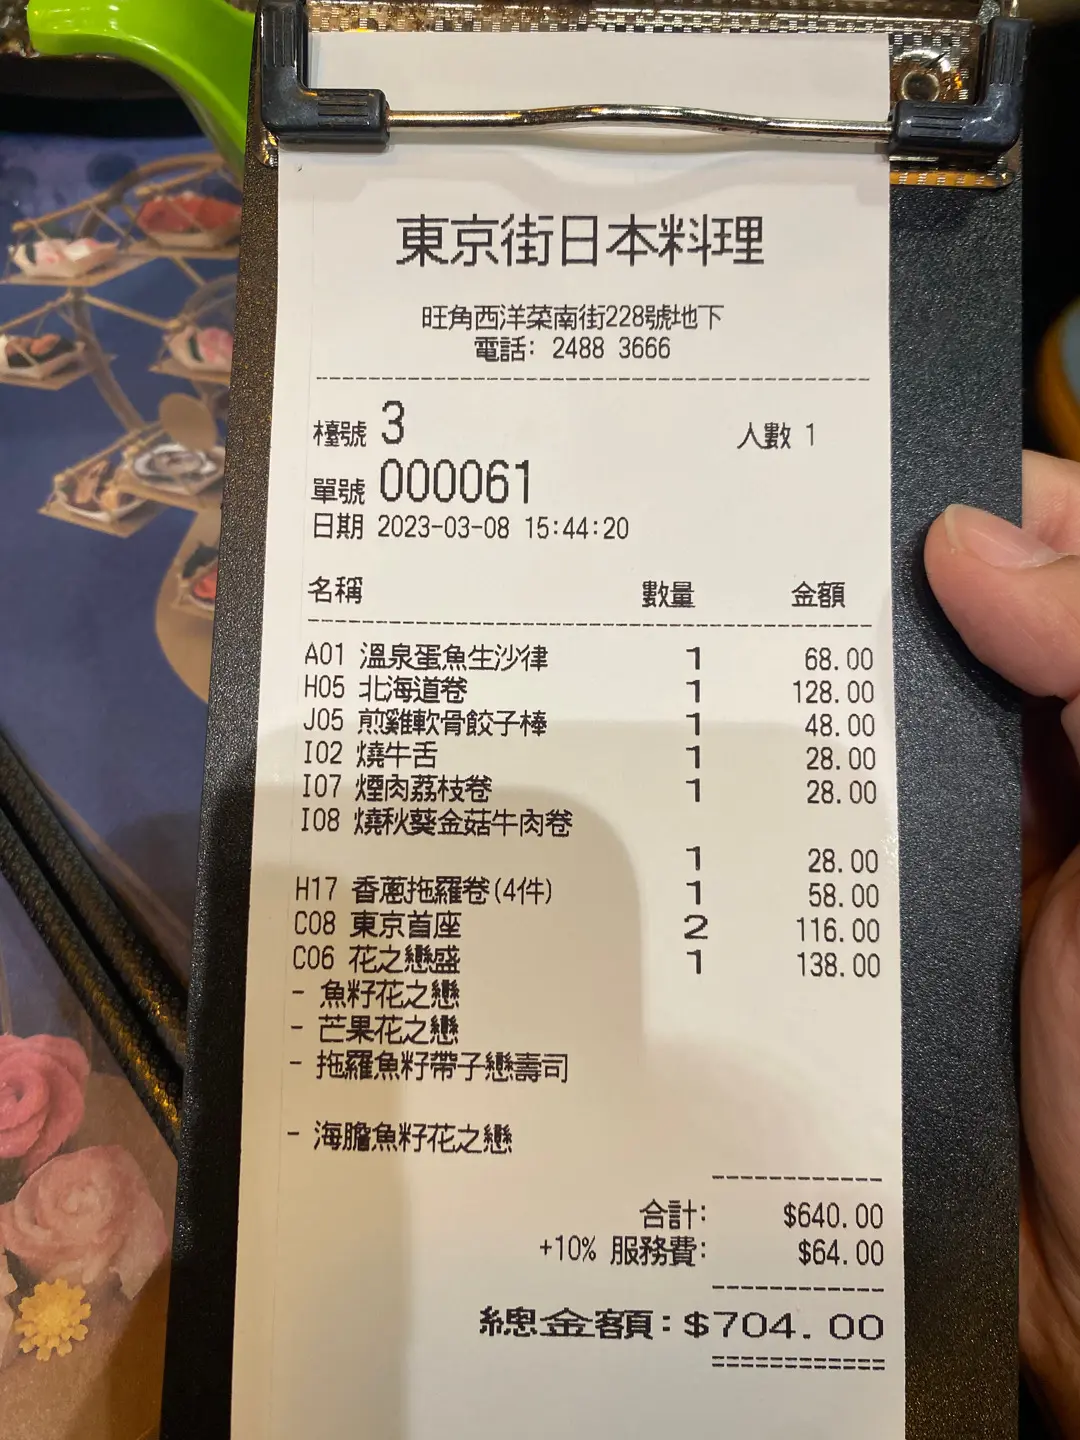 東京街日本料理
旺角西洋菜南街228號地下
電話: 2488 3666
檯號 3 人數 1
單號 000061
日期 2023-03-08 15:44:20
名稱 數量 金額
A01 溫泉蛋魚生沙律 1 68.00
H05 北海道卷 1 128.00
J05 煎雞軟骨餃子棒 1 48.00
I02 燒牛舌 1 28.00
I07 煙肉荔枝卷 1 28.00
I08 燒秋葵金菇牛肉卷
1 28.00
H17 香蔥拖羅卷(4件) 1 58.00
C08 東京首座 2 116.00
C06 花之戀盛 1 138.00
- 魚籽花之戀
- 芒果花之戀
- 拖羅魚籽帶子戀壽司
- 海膽魚籽花之戀
合計: $640.00
+10% 服務費: $64.00
總金額: $704.00